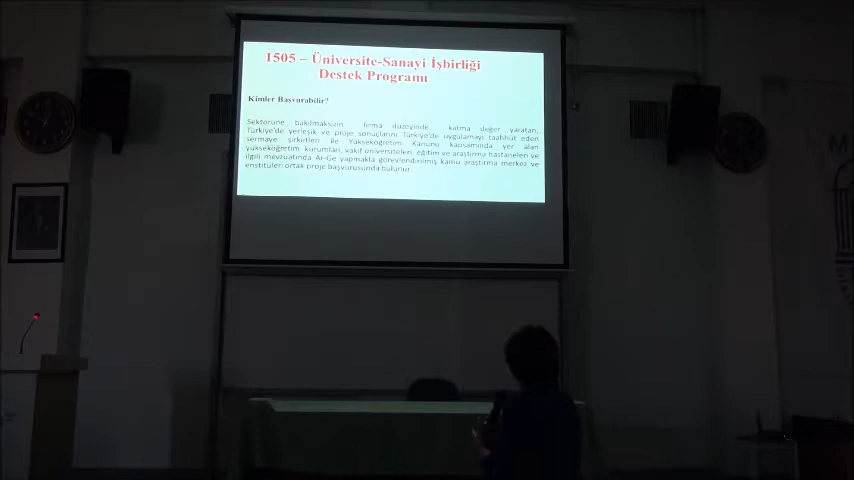 1505 – Üniversite-Sanayi İşbirliği
Destek Programı
Kimler Başvurabilir?
Sektörüne bakılmaksızın firma düzeyinde katma değer yaratan,
Türkiye'de yerleşik ve proje sonuçlarını Türkiye'de uygulamayı taahhüt eden
sermaye şirketleri ile Yükseköğretim Kanunu kapsamında yer alan
yükseköğretim kurumları, vakıf üniversiteleri, eğitim ve araştırma hastaneleri ve
ilgili mevzuatında Ar-Ge yapmakla görevlendirilmiş kamu araştırma merkez ve
enstitüleri ortak proje başvurusunda bulunur.